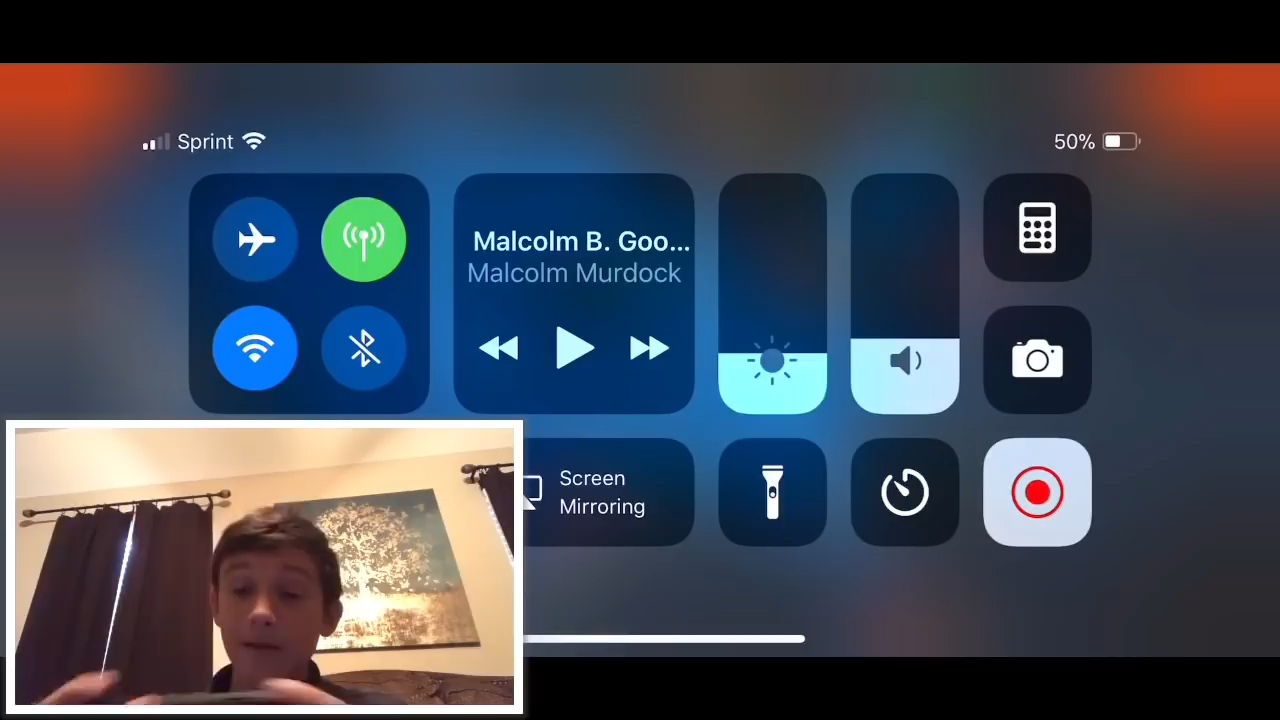 Sprint
50%
Malcolm B. Goo...
Malcolm Murdock
Screen
Mirroring